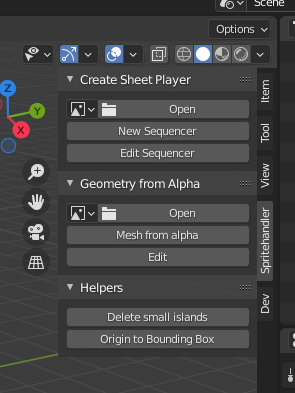 Scene
Options
Create Sheet Player
Open
New Sequencer
Edit Sequencer
Geometry from Alpha
Open
Mesh from alpha
Edit
Helpers
Delete small islands
Origin to Bounding Box
Item
Tool
View
Spritehandler
Dev
Z
Y
X